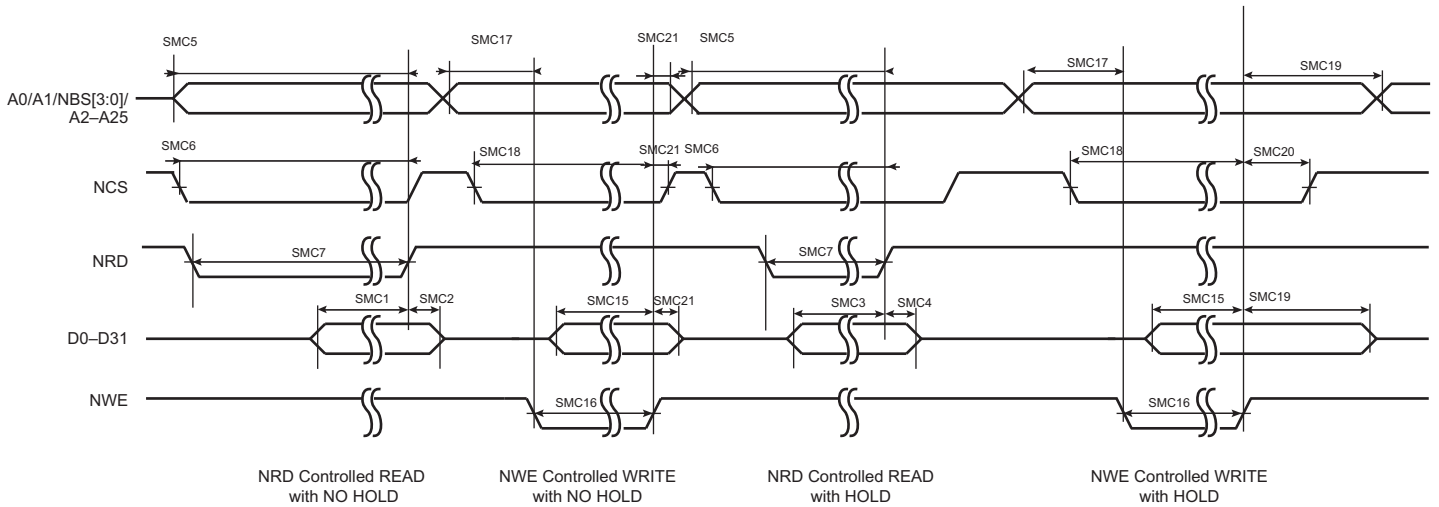 SMC5
SMC17
SMC21
SMC5
SMC17
SMC19
A0/A1/NBS[3:0]/
A2–A25
SMC6
SMC18
SMC21
SMC6
SMC18
SMC20
NCS
NRD
SMC7
SMC7
SMC1
SMC2
SMC15
SMC21
SMC3
SMC4
SMC15
SMC19
D0–D31
NWE
SMC16
SMC16
NRD Controlled READ
with NO HOLD
NWE Controlled WRITE
with NO HOLD
NRD Controlled READ
with HOLD
NWE Controlled WRITE
with HOLD